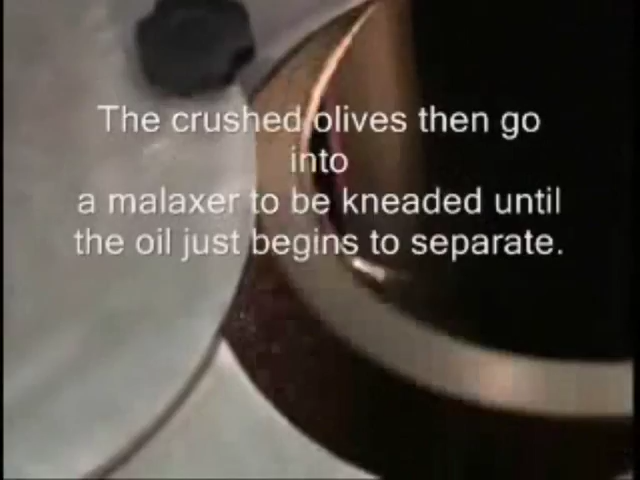 The crushed olives then go
into
a malaxer to be kneaded until
the oil just begins to separate.